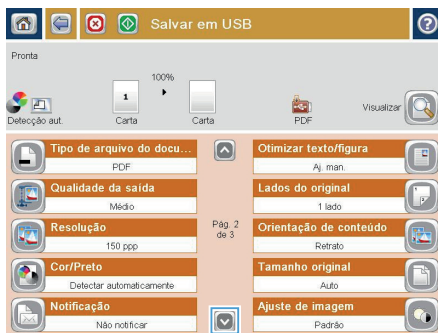 Salvar em USB
Pronta
100%
1
Detecção aut.
Carta
Carta
PDF
Visualizar
Tipo de arquivo do docu...
PDF
Otimizar texto/figura
Aj. man.
Qualidade da saída
Médio
Lados do original
1 lado
Resolução
150 ppp
Pág. 2
de 3
Orientação de conteúdo
Retrato
Cor/Preto
Detectar automaticamente
Tamanho original
Auto
Notificação
Não notificar
Ajuste de imagem
Padrão